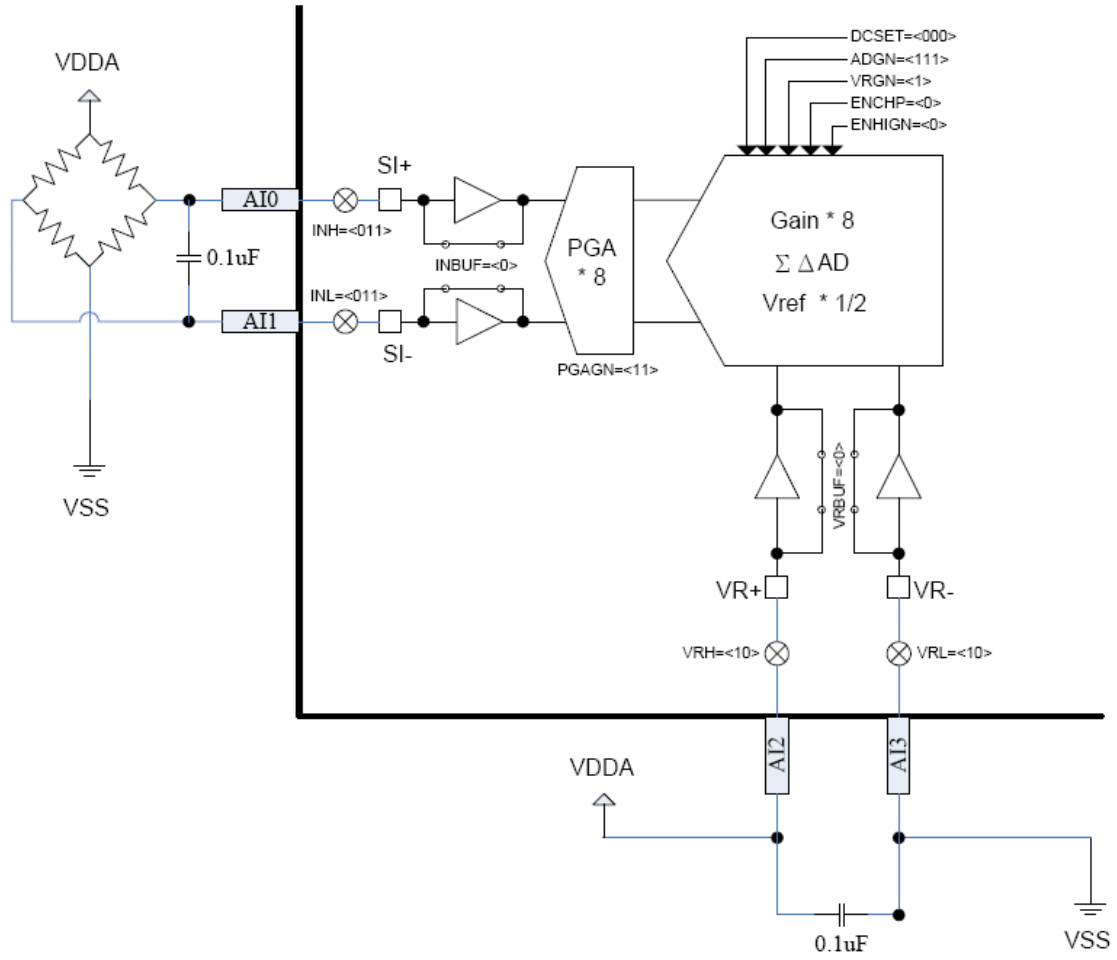 DCSET=<000>
ADGN=<111>
VRGN=<1>
ENCHP=<0>
ENHIGN=<0>
VDDA
SI+
AI0
INH=<011>
0.1uF
INBUF=<0>
PGA
* 8
Gain * 8
Σ Δ AD
Vref * 1/2
INL=<011>
AI1
SI-
PGAGN=<11>
VSS
VRBUF=<0>
VR+
VR-
VRH=<10>
VRL=<10>
AI2
AI3
VDDA
0.1uF
VSS